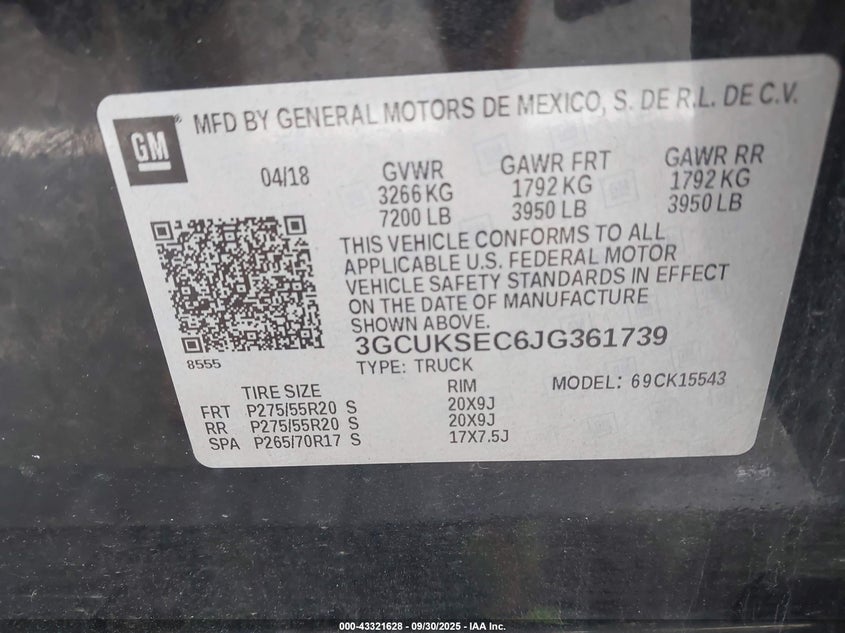 GM ®
MFD BY GENERAL MOTORS DE MEXICO, S. DE R.L. DE C.V.
04/18 GVWR GAWR FRT GAWR RR
3266 KG 1792 KG 1792 KG
7200 LB 3950 LB 3950 LB
THIS VEHICLE CONFORMS TO ALL
APPLICABLE U.S. FEDERAL MOTOR
VEHICLE SAFETY STANDARDS IN EFFECT
ON THE DATE OF MANUFACTURE
SHOWN ABOVE.
8555
3GCUKSEC6JG361739
TYPE: TRUCK MODEL: 69CK15543
TIRE SIZE RIM
FRT P275/55R20 S 20X9J
RR P275/55R20 S 20X9J
SPA P265/70R17 S 17X7.5J
000-43321628 - 09/30/2025 - IAA Inc.